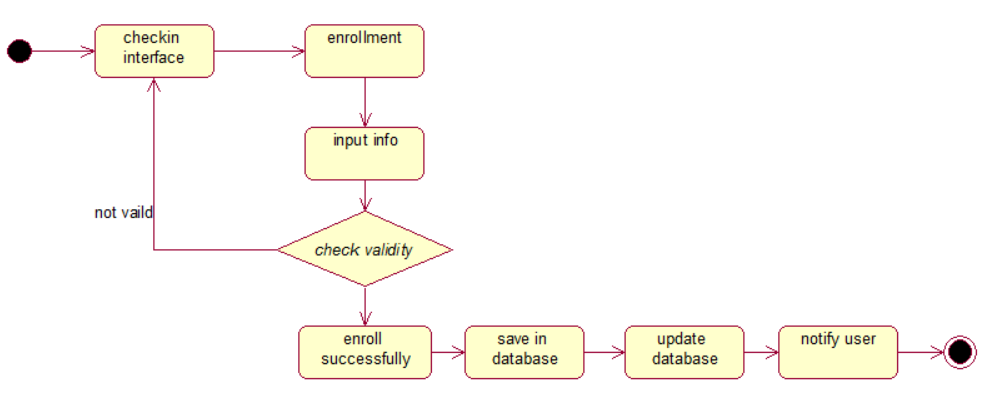 checkin
interface
enrollment
input info
not vaild
check validity
enroll
successfully
save in
database
update
database
notify user